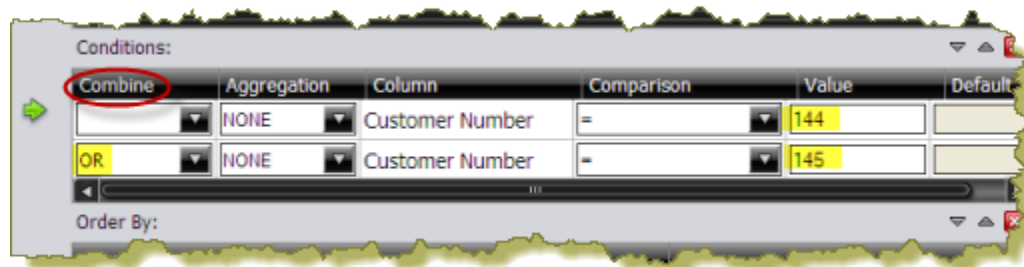 Conditions:
Combine Aggregation Column Comparison Value Default
NONE Customer Number = 144
OR NONE Customer Number = 145
Order By: